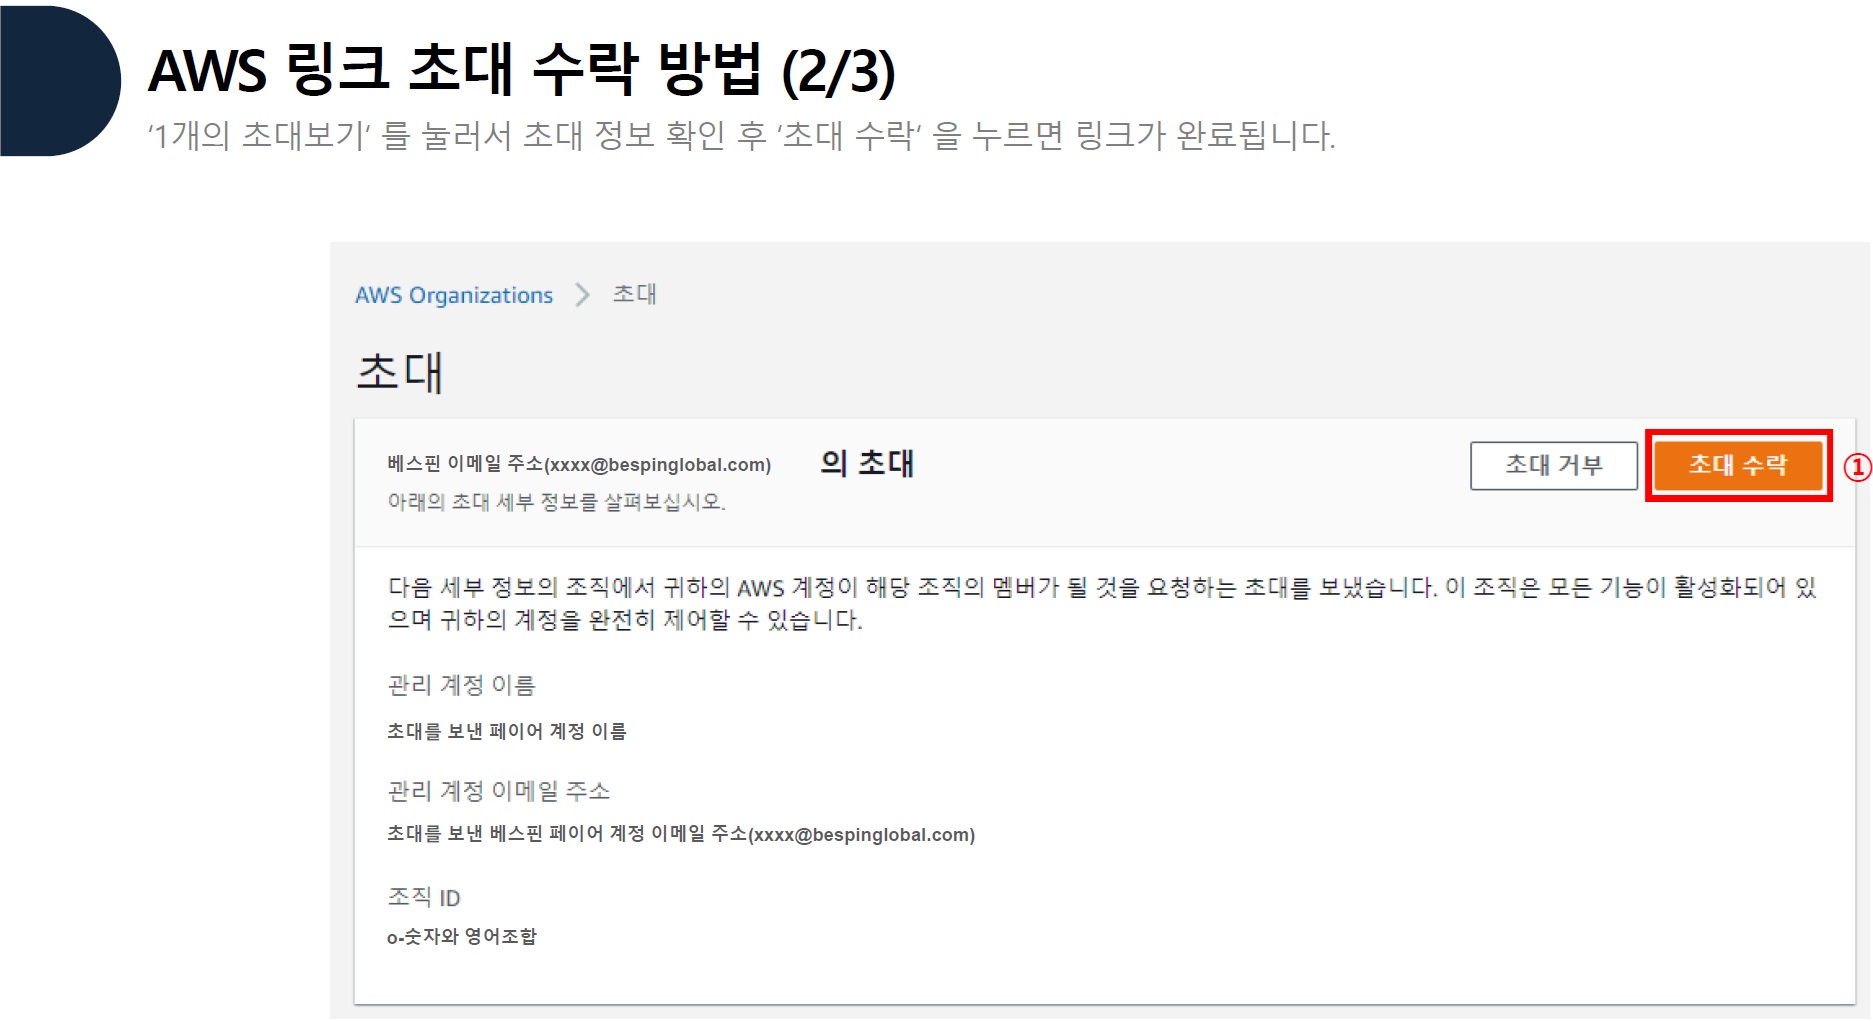 AWS 링크 초대 수락 방법 (2/3)
‘1개의 초대보기‘ 를 눌러서 초대 정보 확인 후 ‘초대 수락‘ 을 누르면 링크가 완료됩니다.
AWS Organizations > 초대
초대
베스핀 이메일 주소(xxxx@bespinglobal.com) 의 초대
아래의 초대 세부 정보를 살펴보십시오.
초대 거부
초대 수락
①
다음 세부 정보의 조직에서 귀하의 AWS 계정이 해당 조직의 멤버가 될 것을 요청하는 초대를 보냈습니다. 이 조직은 모든 기능이 활성화되어 있
으며 귀하의 계정을 완전히 제어할 수 있습니다.
관리 계정 이름
초대를 보낸 페이어 계정 이름
관리 계정 이메일 주소
초대를 보낸 베스핀 페이어 계정 이메일 주소(xxxx@bespinglobal.com)
조직 ID
o-숫자와 영어조합